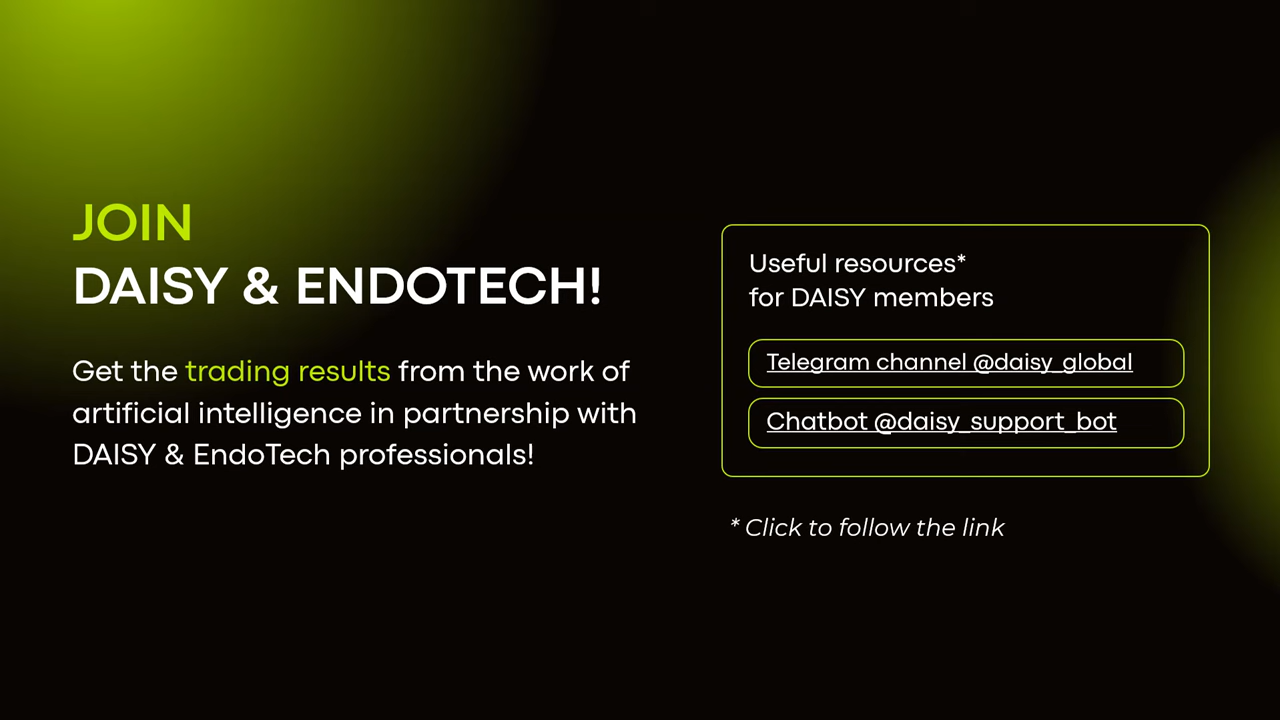 JOIN
DAISY & ENDOTECH!
Get the trading results from the work of
artificial intelligence in partnership with
DAISY & EndoTech professionals!
Useful resources*
for DAISY members
Telegram channel @daisy_global
Chatbot @daisy_support_bot
* Click to follow the link